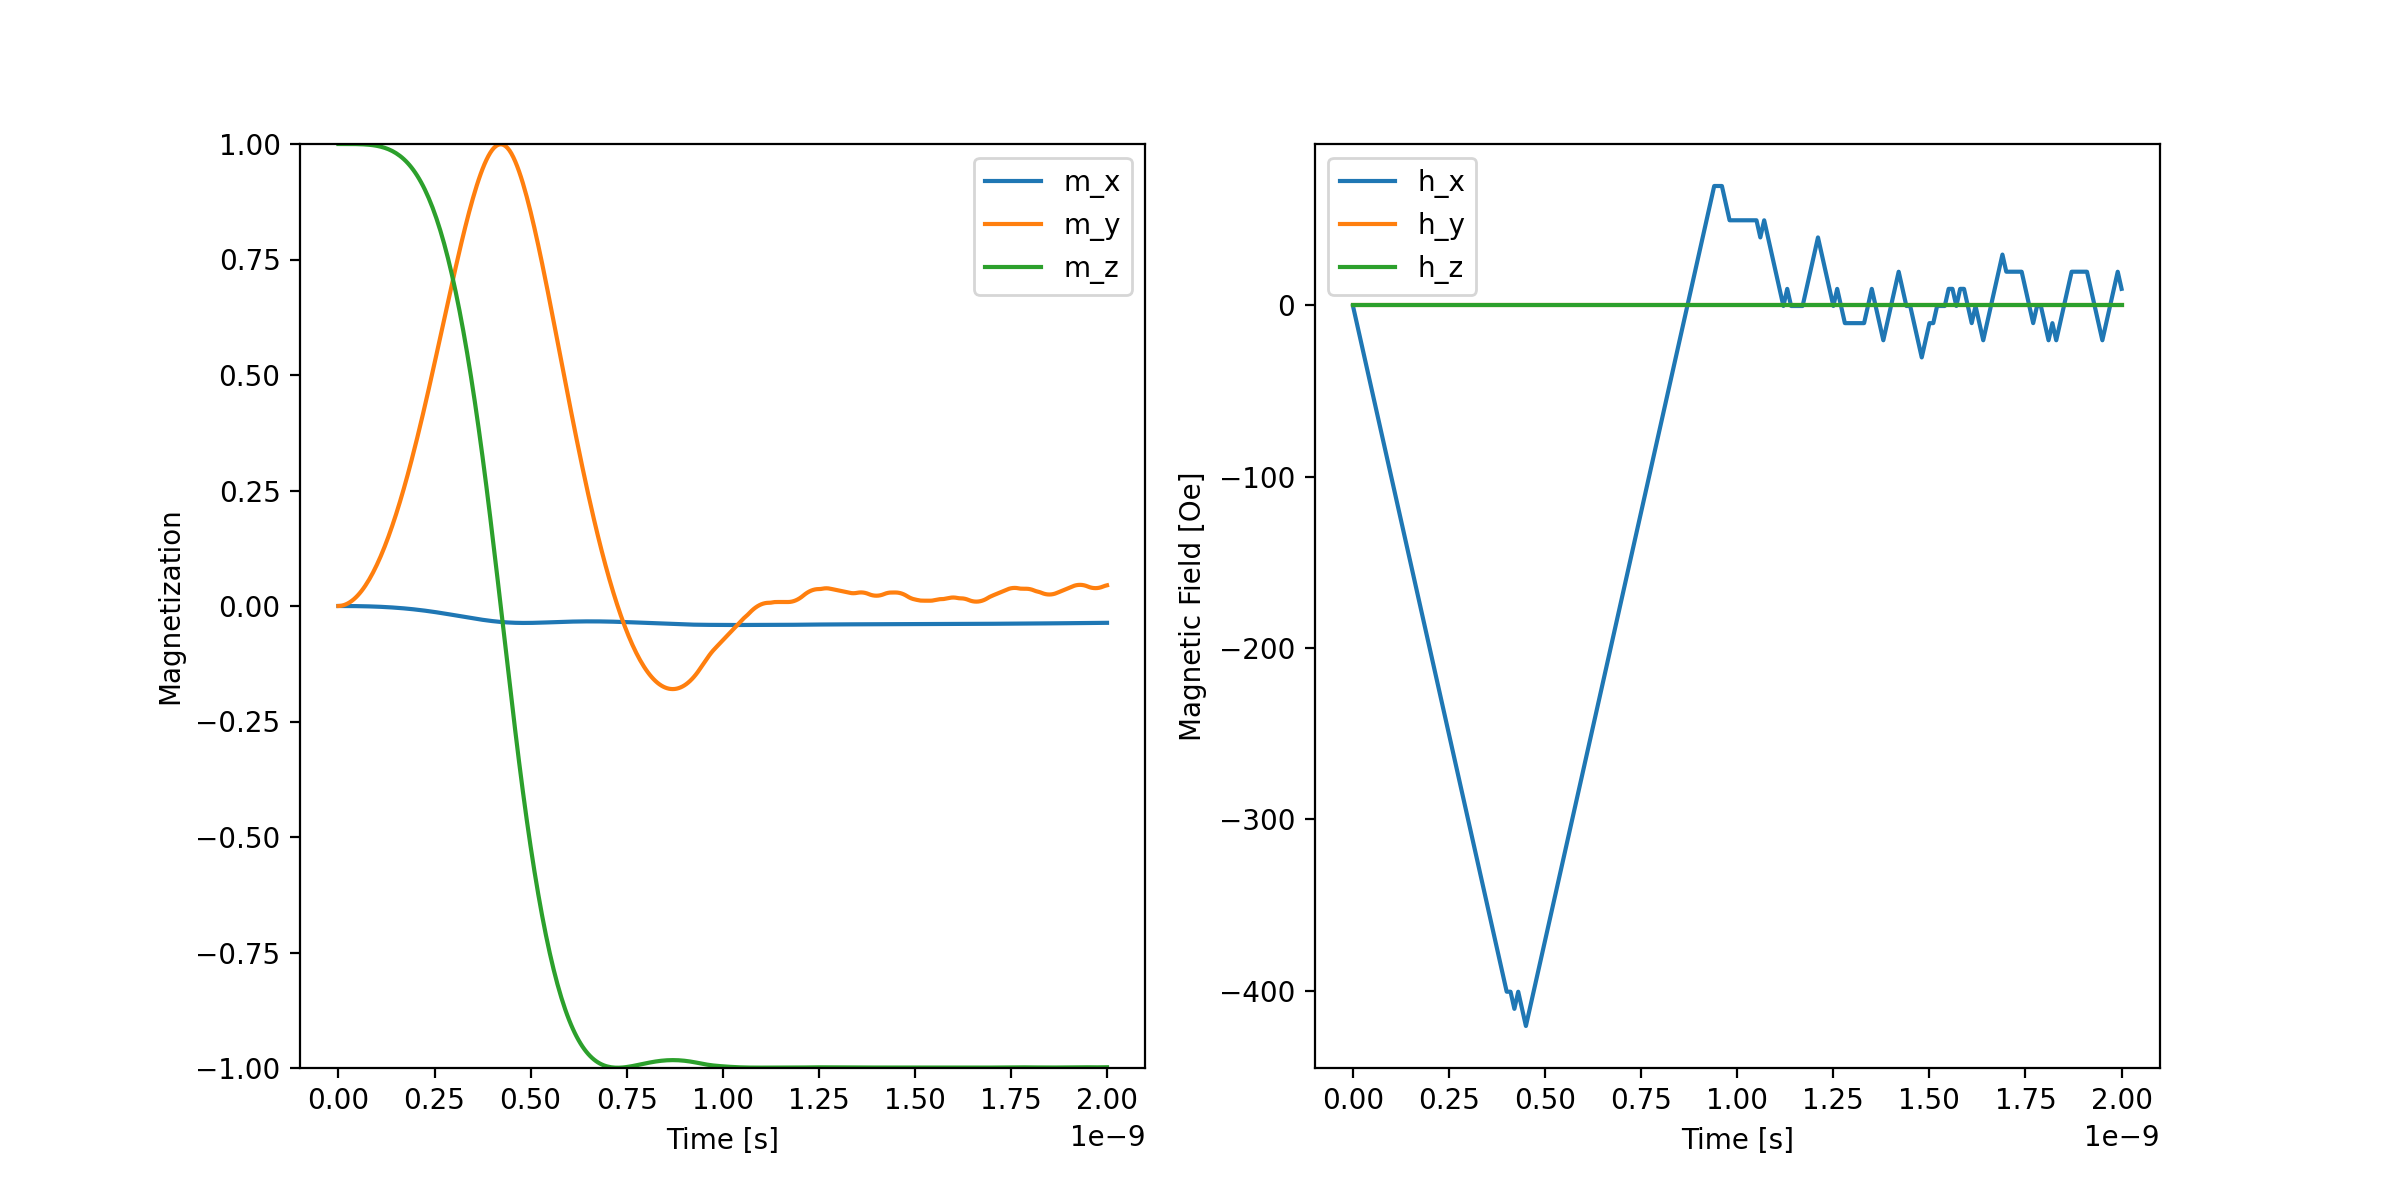 Magnetization
1.00
0.75
0.50
0.25
0.00
−0.25
−0.50
−0.75
−1.00
m_x
m_y
m_z
0.00 0.25 0.50 0.75 1.00 1.25 1.50 1.75 2.00
Time [s]
1e−9
Magnetic Field [Oe]
0
−100
−200
−300
−400
h_x
h_y
h_z
0.00 0.25 0.50 0.75 1.00 1.25 1.50 1.75 2.00
Time [s]
1e−9